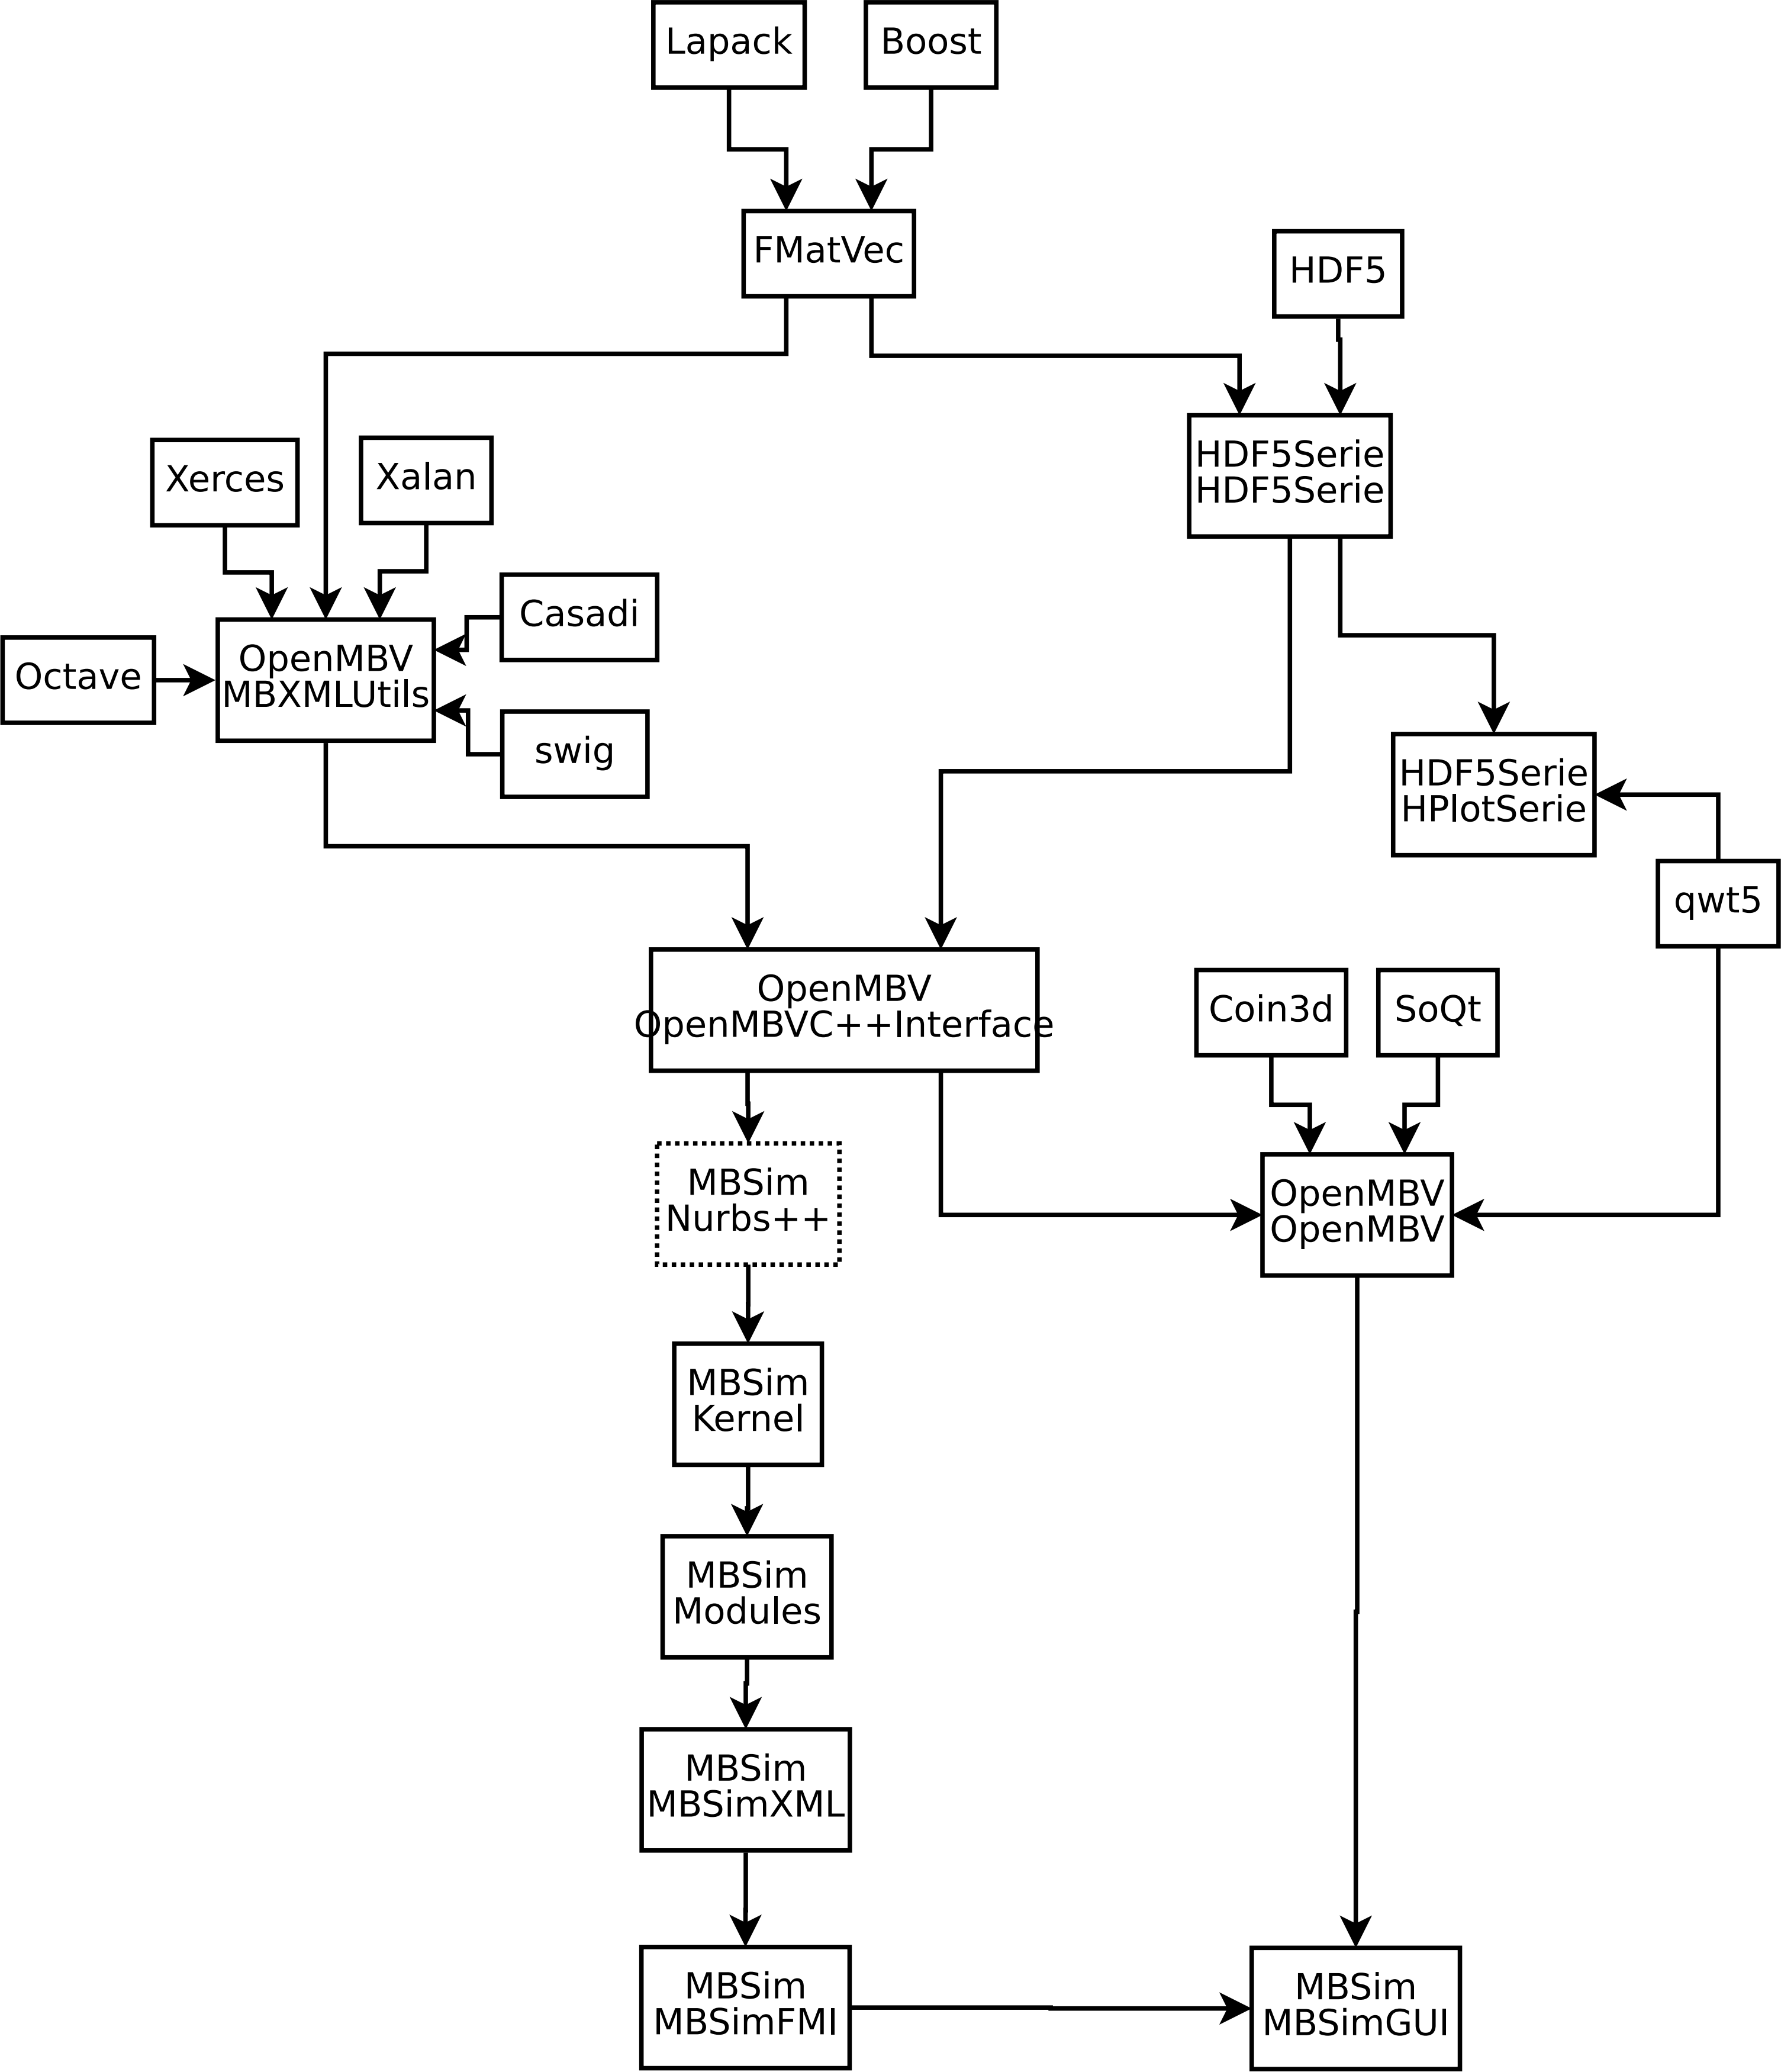 Lapack
Boost
FMatVec
HDF5
HDF5Serie
HDF5Serie
Xerces
Xalan
Casadi
Octave
OpenMBV
MBXMLUtils
swig
HDF5Serie
HPlotSerie
qwt5
OpenMBV
OpenMBVC++Interface
Coin3d
SoQt
MBSim
Nurbs++
OpenMBV
OpenMBV
MBSim
Kernel
MBSim
Modules
MBSim
MBSimXML
MBSim
MBSimFMI
MBSim
MBSimGUI